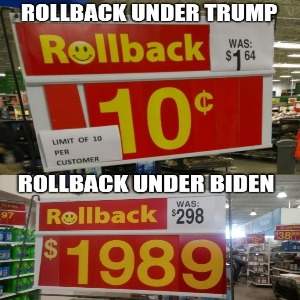 ROLLBACK UNDER TRUMP
Rollback
WAS:
$1 64
10¢
LIMIT OF 10
PER
CUSTOMER
ROLLBACK UNDER BIDEN
Rollback
WAS:
$298
$1989
97